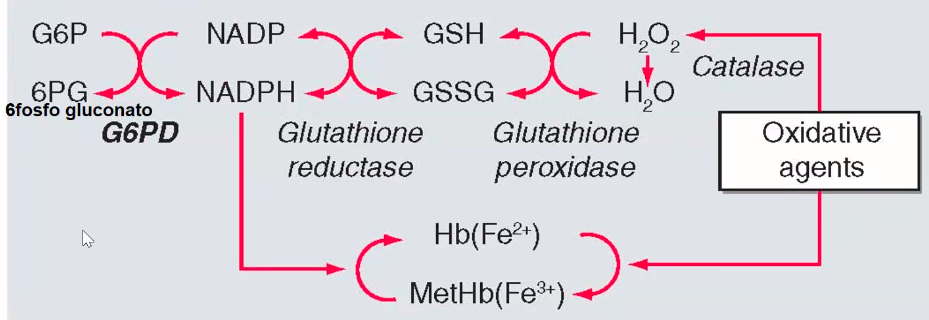 G6P NADP GSH H₂O₂
Catalase
6PG NADPH GSSG H₂O
6fosfo gluconato
G6PD Glutathione Glutathione Oxidative
reductase peroxidase agents
Hb(Fe²⁺)
MetHb(Fe³⁺)